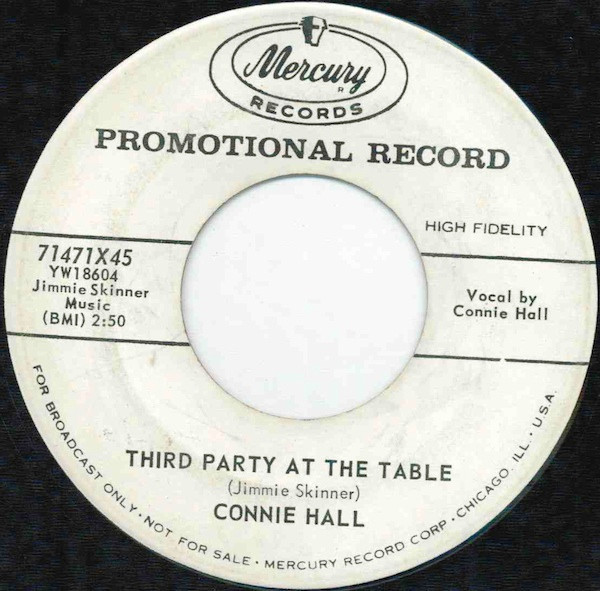 Mercury
R
RECORDS
PROMOTIONAL RECORD
HIGH FIDELITY
71471X45
YW18604
Jimmie Skinner
Music
(BMI) 2:50
Vocal by
Connie Hall
THIRD PARTY AT THE TABLE
(Jimmie Skinner)
CONNIE HALL
FOR BROADCAST ONLY • NOT FOR SALE • MERCURY RECORD CORP • CHICAGO, ILL. • U.S.A.